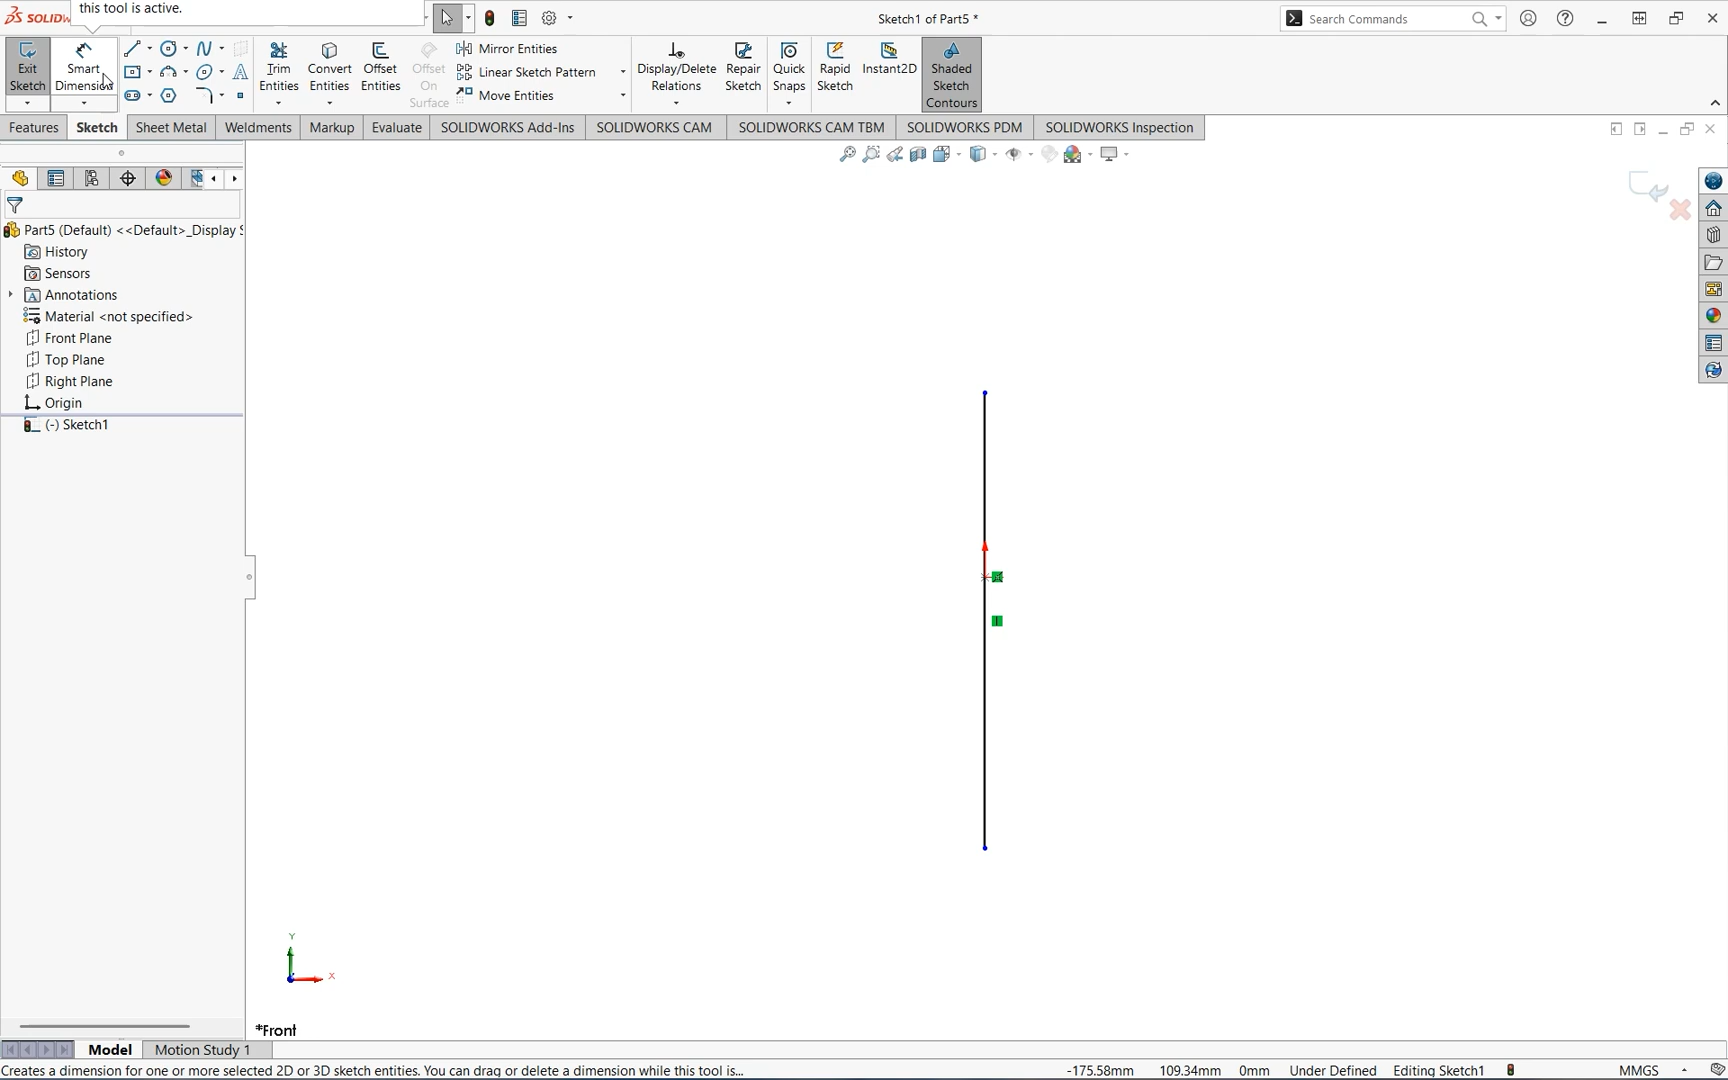 this tool is active.
SOLIDW
Sketch1 of Part5 *
Search Commands
Exit Sketch
Smart Dimension
Trim Entities
Convert Entities
Offset Entities
Offset On Surface
Mirror Entities
Linear Sketch Pattern
Move Entities
Display/Delete Relations
Repair Sketch
Quick Snaps
Rapid Sketch
Instant2D
Shaded Sketch Contours
Features
Sketch
Sheet Metal
Weldments
Markup
Evaluate
SOLIDWORKS Add-Ins
SOLIDWORKS CAM
SOLIDWORKS CAM TBM
SOLIDWORKS PDM
SOLIDWORKS Inspection
Part5 (Default) <<Default>_Display S
History
Sensors
Annotations
Material <not specified>
Front Plane
Top Plane
Right Plane
Origin
(-) Sketch1
Y
X
*Front
Model
Motion Study 1
Creates a dimension for one or more selected 2D or 3D sketch entities. You can drag or delete a dimension while this tool is...
-175.58mm
109.34mm
0mm
Under Defined
Editing Sketch1
MMGS